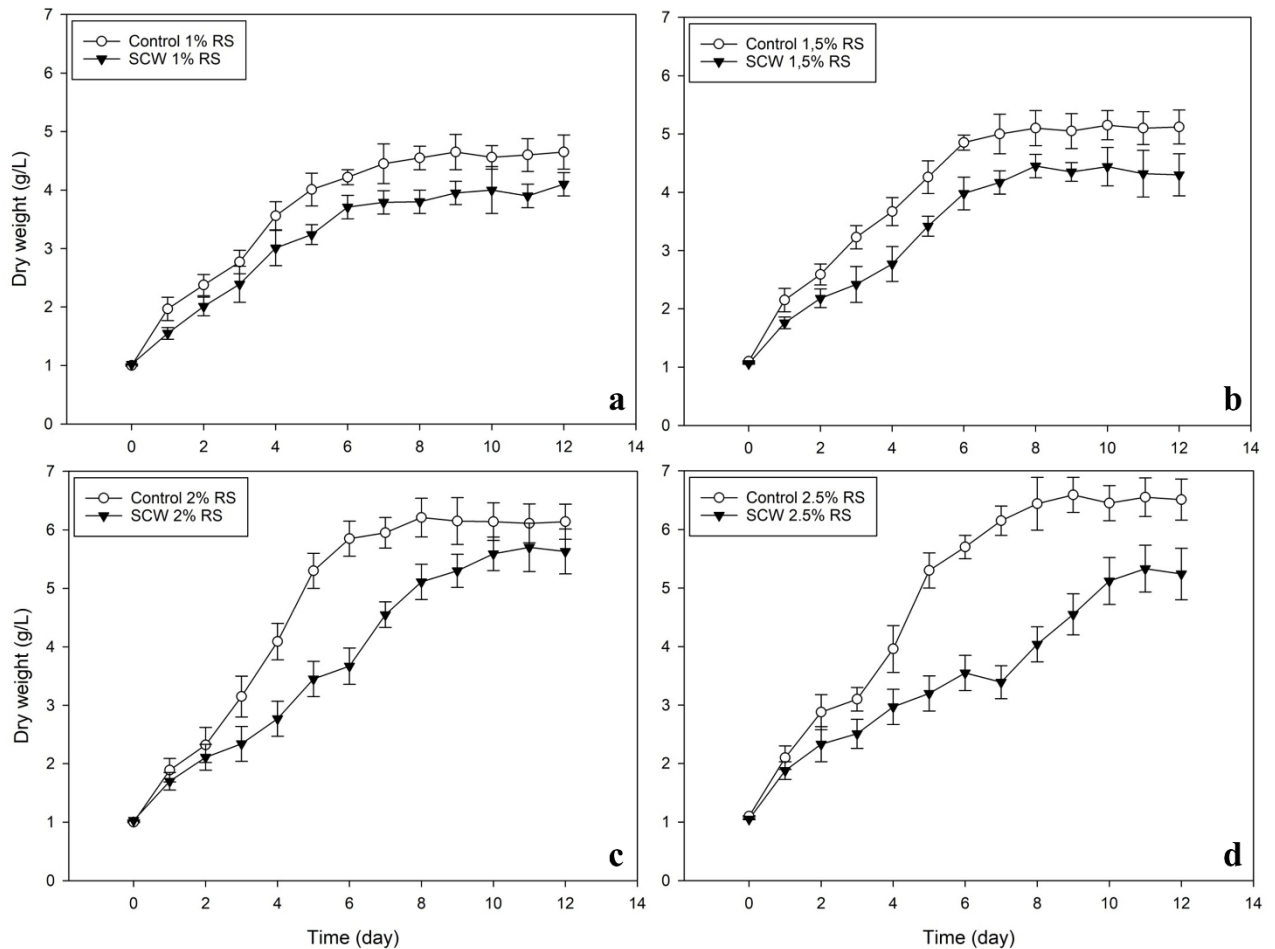 7
6
5
4
3
2
1
0
Dry weight (g/L)
Control 1% RS
SCW 1% RS
a
0 2 4 6 8 10 12 14
7
6
5
4
3
2
1
0
Control 1,5% RS
SCW 1,5% RS
b
0 2 4 6 8 10 12 14
7
6
5
4
3
2
1
0
Dry weight (g/L)
Control 2% RS
SCW 2% RS
c
0 2 4 6 8 10 12 14
Time (day)
7
6
5
4
3
2
1
0
Control 2.5% RS
SCW 2.5% RS
d
0 2 4 6 8 10 12 14
Time (day)